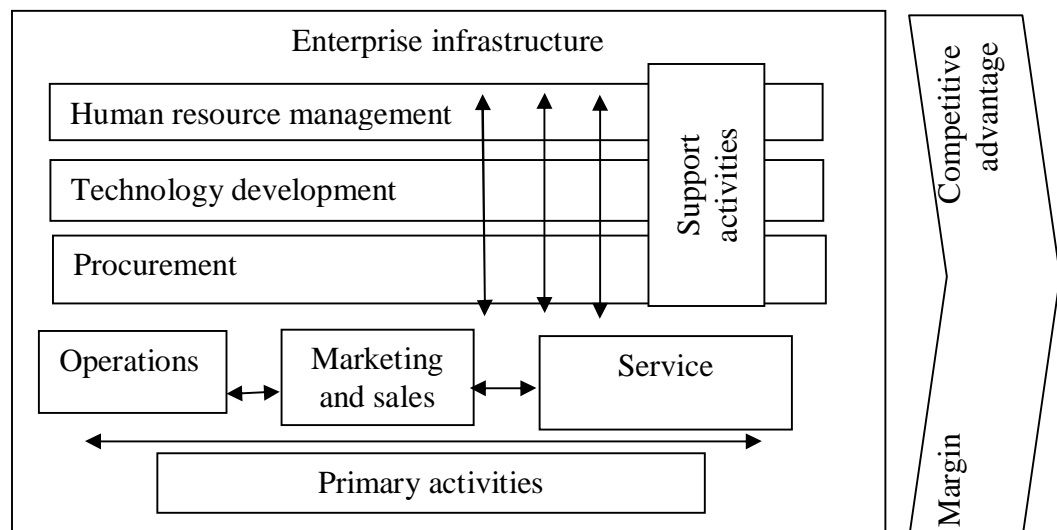 Enterprise infrastructure
Human resource management
Technology development
Procurement
Support
activities
Operations
Marketing
and sales
Service
Primary activities
Competitive
advantage
Margin